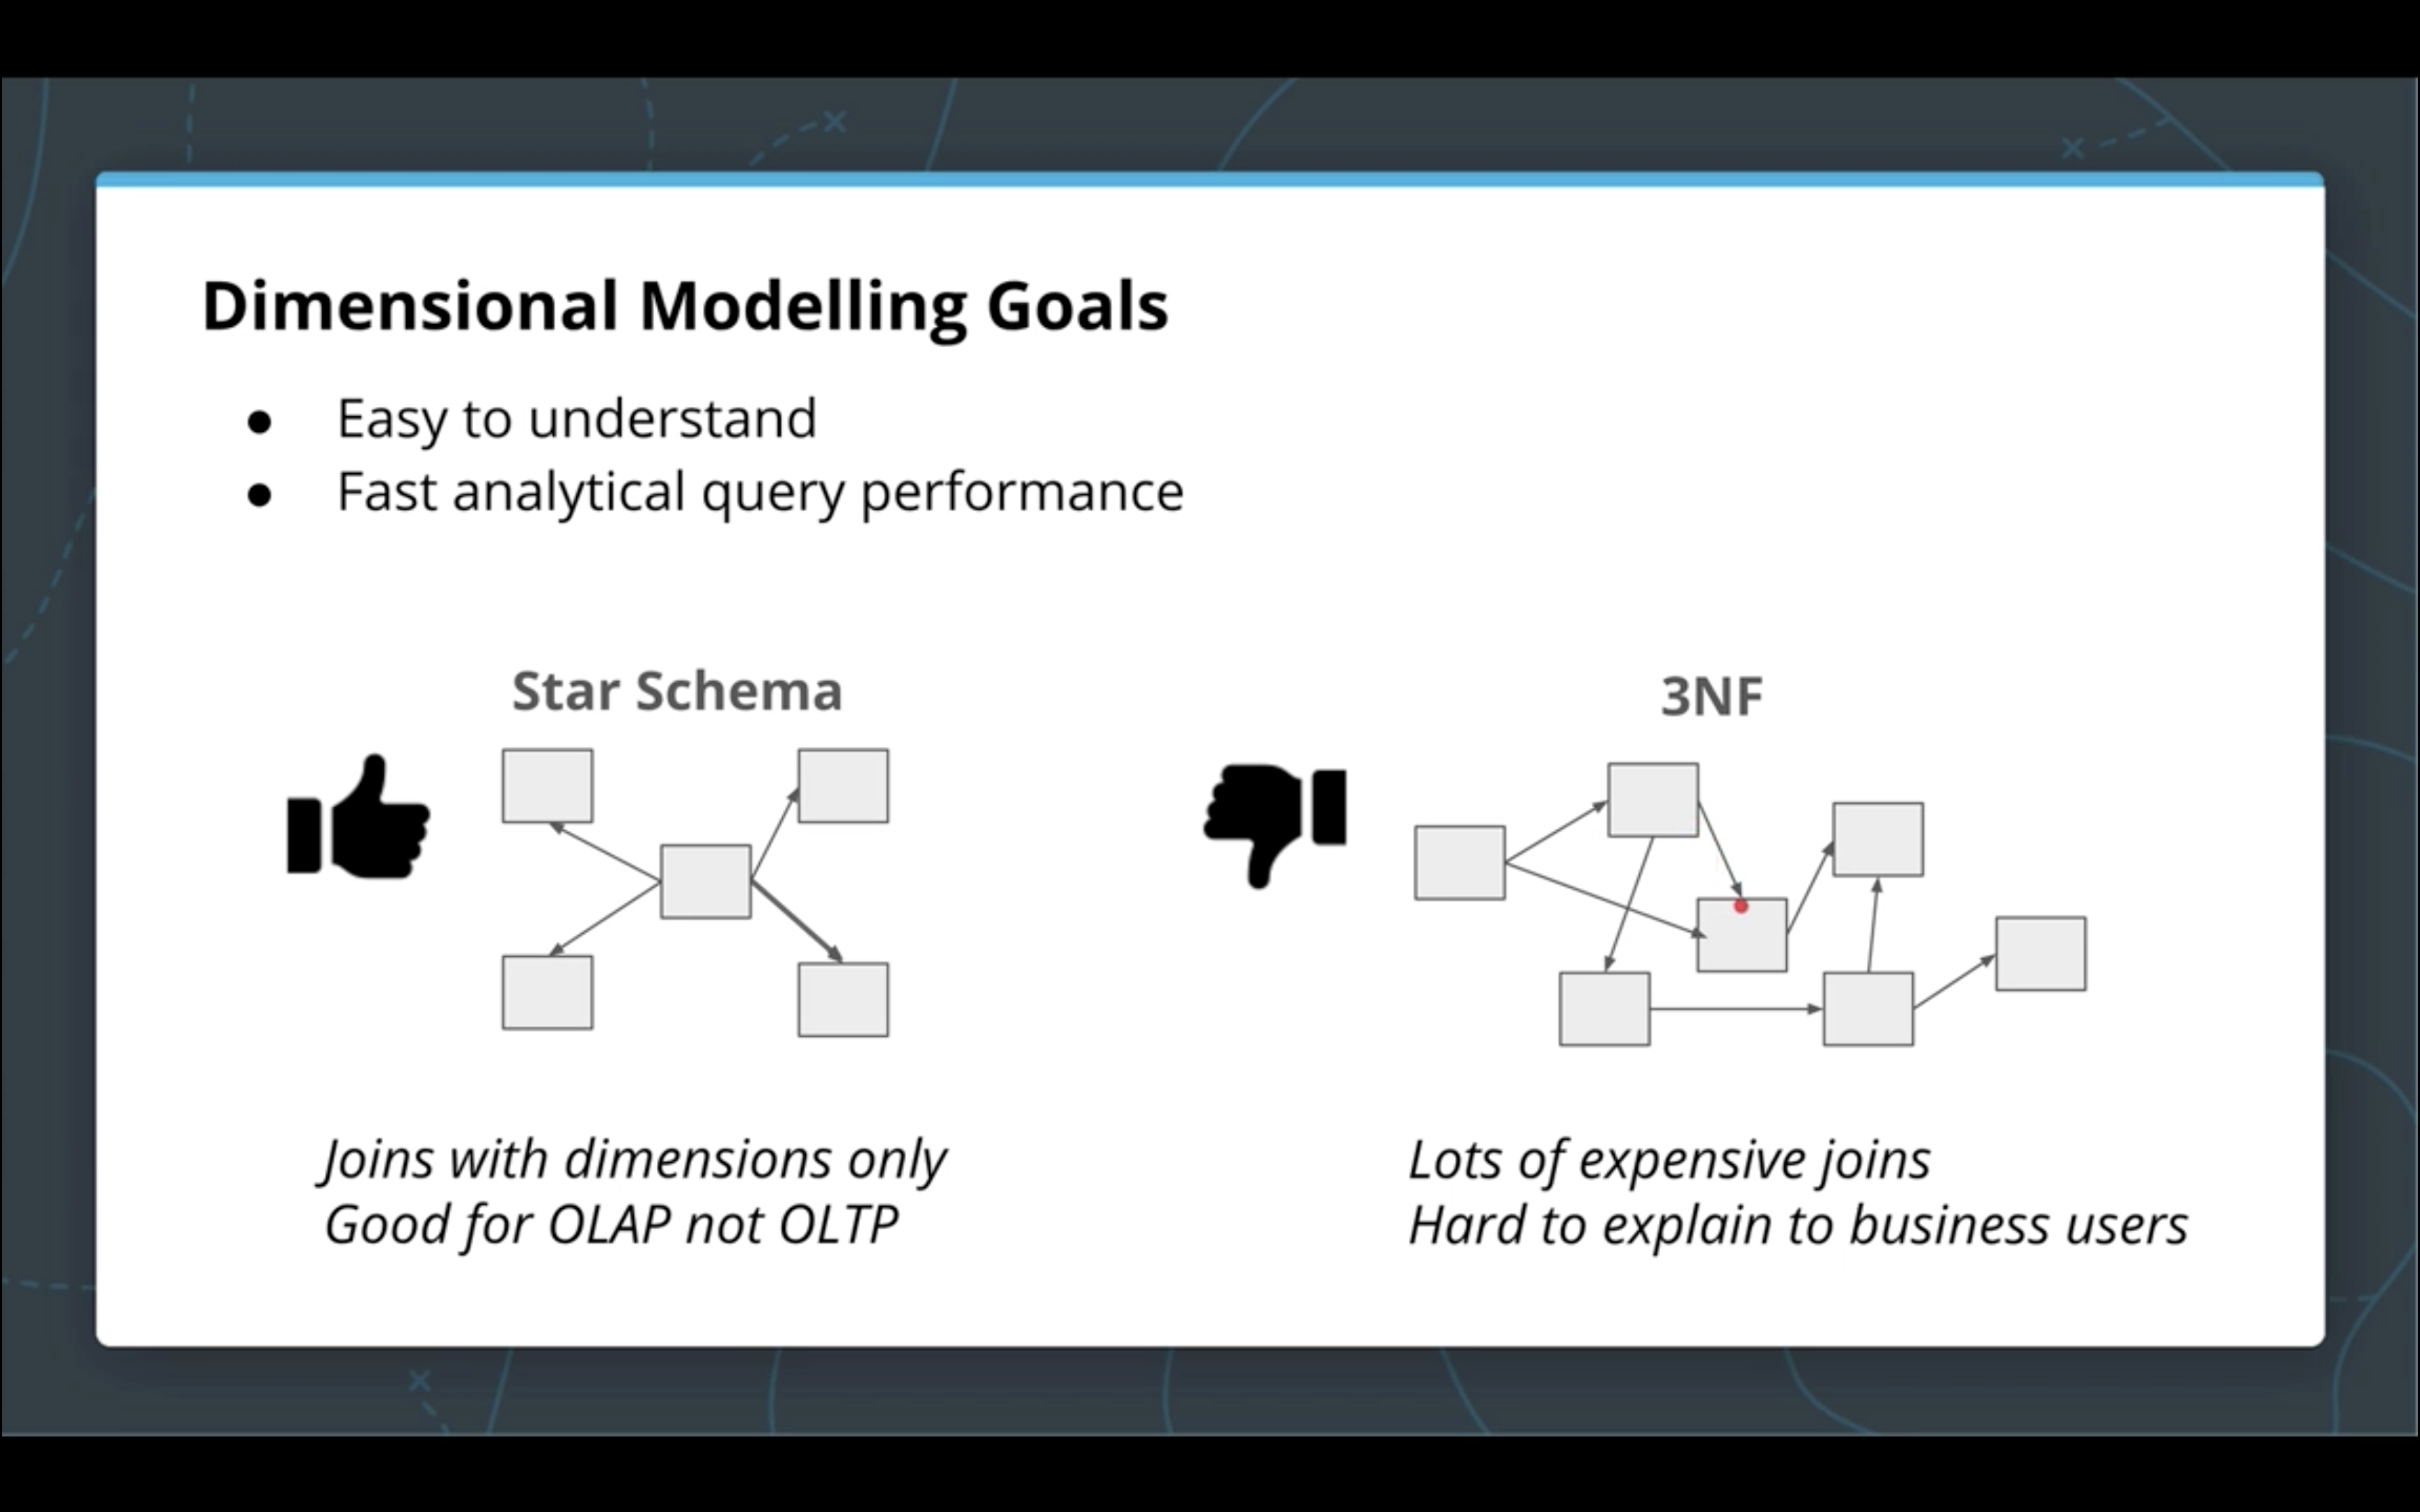 Dimensional Modelling Goals
● Easy to understand
● Fast analytical query performance
Star Schema
Joins with dimensions only
Good for OLAP not OLTP
3NF
Lots of expensive joins
Hard to explain to business users